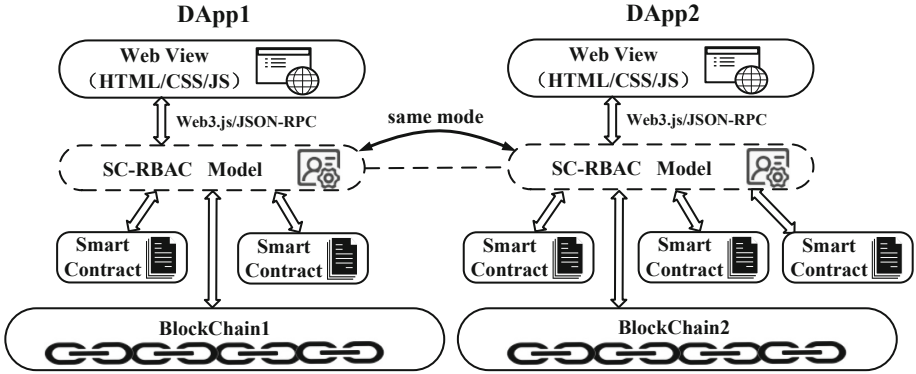 DApp1
DApp2
Web View
（HTML/CSS/JS）
Web View
（HTML/CSS/JS）
Web3.js/JSON-RPC
same mode
Web3.js/JSON-RPC
SC-RBAC Model
SC-RBAC Model
Smart
Contract
Smart
Contract
Smart
Contract
Smart
Contract
Smart
Contract
BlockChain1
BlockChain2